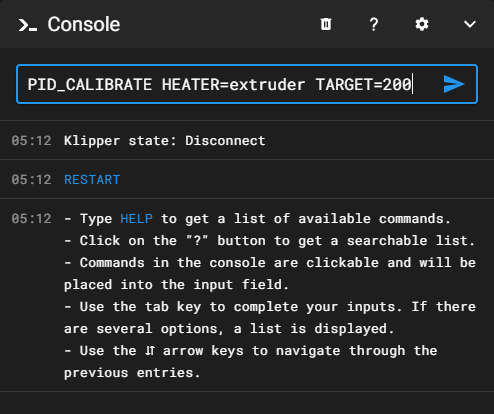 Console
PID_CALIBRATE HEATER=extruder TARGET=200
05:12 Klipper state: Disconnect
05:12 RESTART
05:12 - Type HELP to get a list of available commands.
- Click on the "?" button to get a searchable list.
- Commands in the console are clickable and will be
placed into the input field.
- Use the tab key to complete your inputs. If there
are several options, a list is displayed.
- Use the ⇵ arrow keys to navigate through the
previous entries.